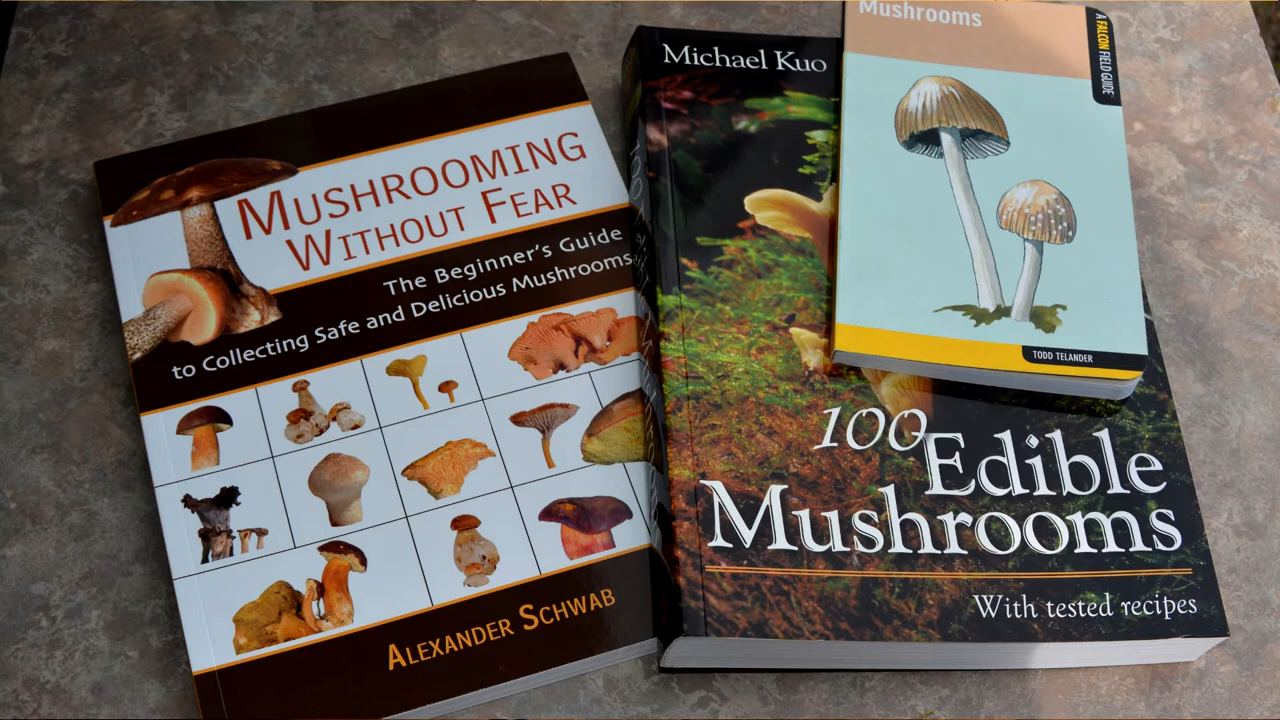 MUSHROOMING
WITHOUT FEAR
The Beginner's Guide
to Collecting Safe and Delicious Mushrooms
ALEXANDER SCHWAB
Michael Kuo
100
Edible
Mushrooms
With tested recipes
Mushrooms
A FALCON FIELD GUIDE
TODD TELANDER